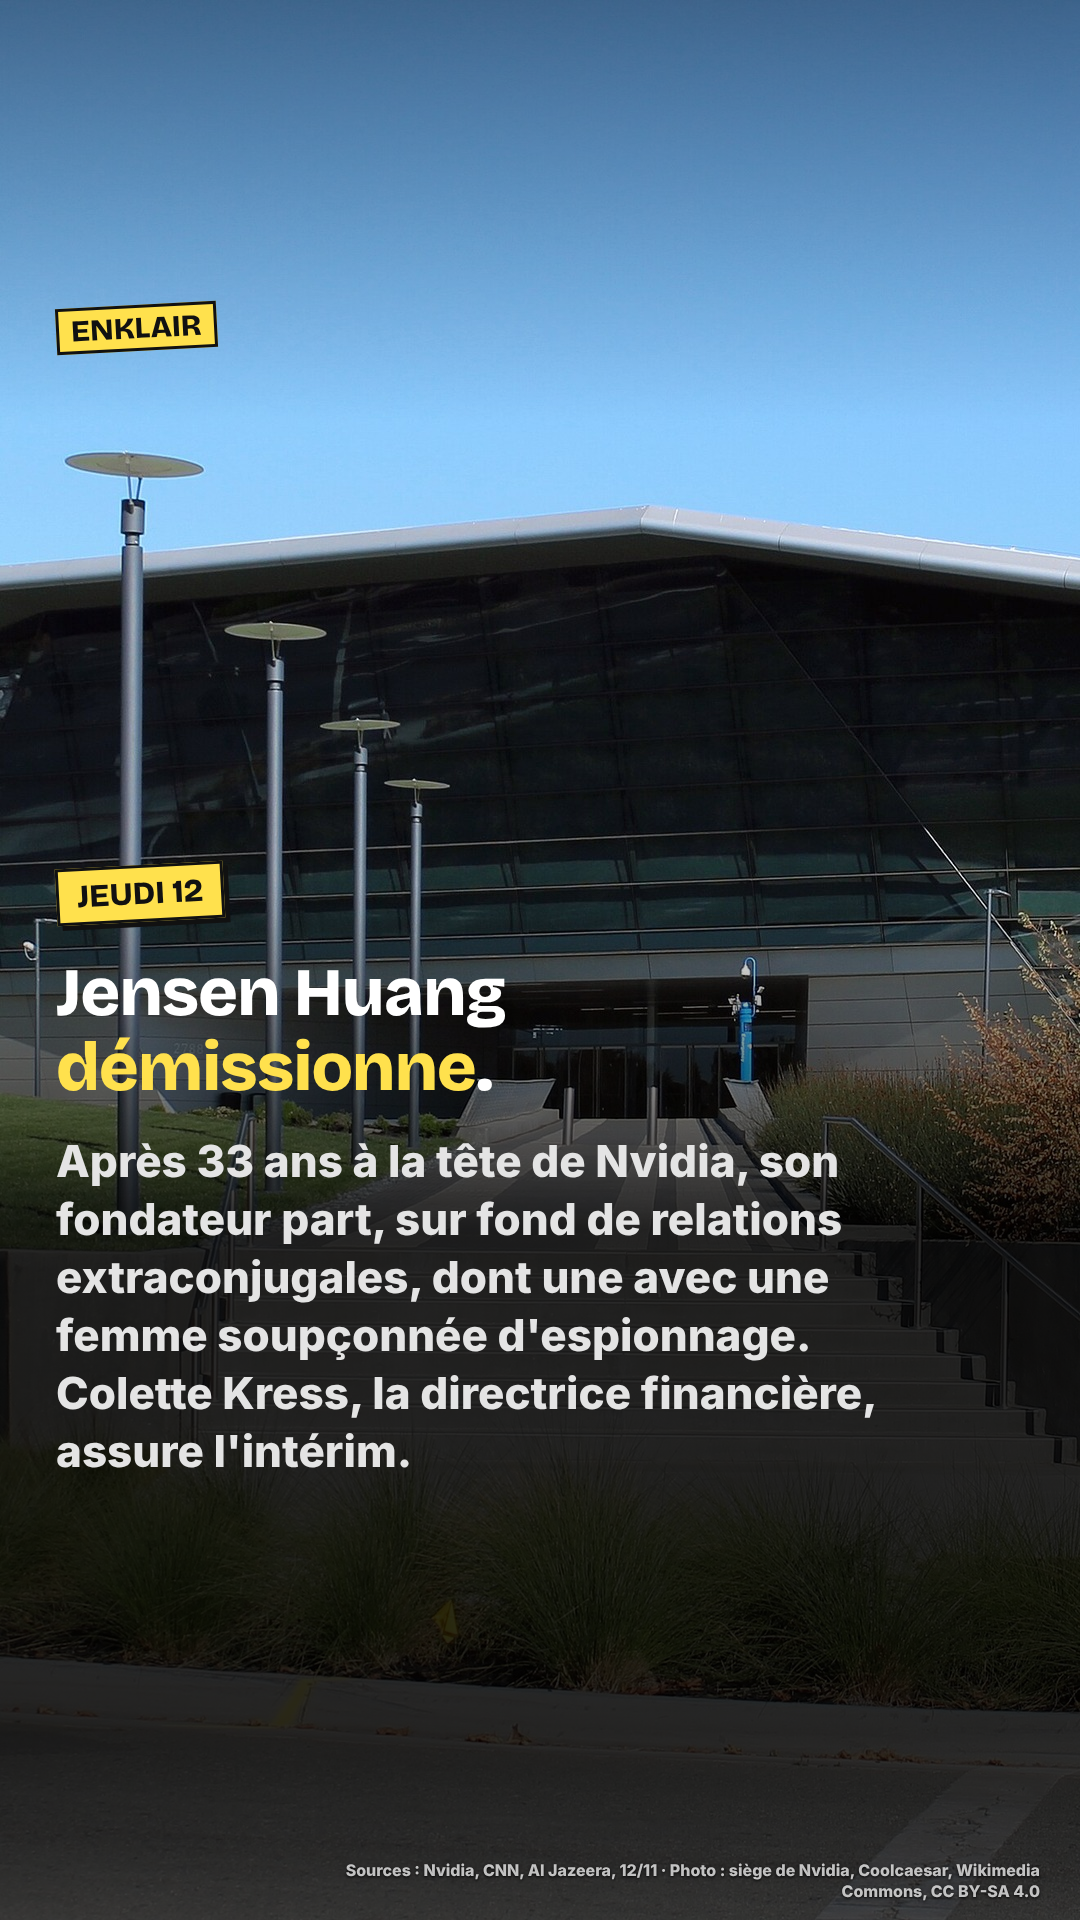 ENKLAIR
JEUDI 12
Jensen Huang
démissionne.
Après 33 ans à la tête de Nvidia, son
fondateur part, sur fond de relations
extraconjugales, dont une avec une
femme soupçonnée d'espionnage.
Colette Kress, la directrice financière,
assure l'intérim.
Sources : Nvidia, CNN, Al Jazeera, 12/11 · Photo : siège de Nvidia, Coolcaesar, Wikimedia
Commons, CC BY-SA 4.0